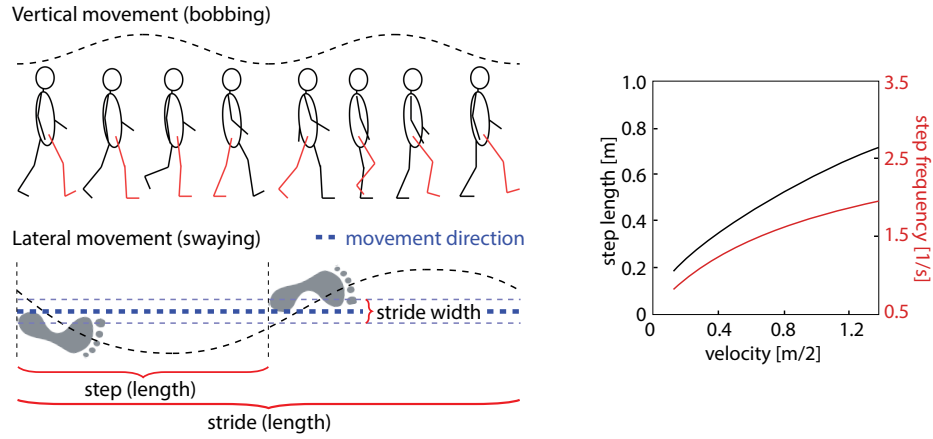 Vertical movement (bobbing)
Lateral movement (swaying)
movement direction
stride width
step (length)
stride (length)
1.0
0.8
0.6
0.4
0.2
0
step length [m]
0
0.4
0.8
1.2
velocity [m/2]
3.5
2.5
1.5
0.5
step frequency [1/s]